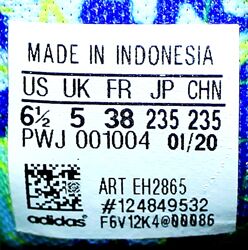 MADE IN INDONESIA
US UK FR JP CHN
6½ 5 38 235 235
PWJ 001004 01/20
ART EH2865
#124849532
adidas F6V12K4@00086